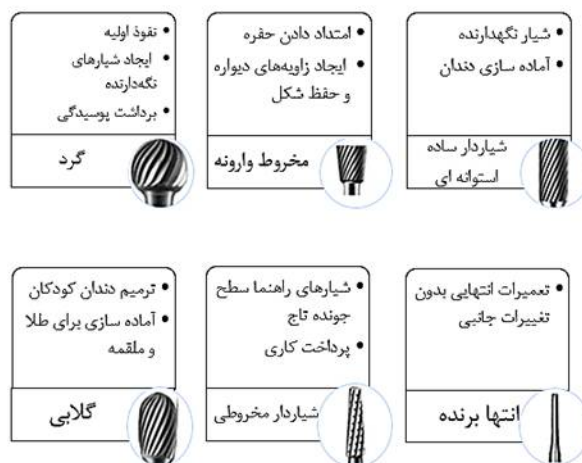 • شیار نگهدارنده
• آماده سازی دندان
شیاردار ساده
استوانه ای
• امتداد دادن حفره
• ایجاد زاویه‌های دیواره
و حفظ شکل
مخروط وارونه
• نفوذ اولیه
• ایجاد شیارهای
نگه‌دارنده
• برداشت پوسیدگی
گرد
• تعمیرات انتهایی بدون
تغییرات جانبی
انتها برنده
• شیارهای راهنما سطح
جونده تاج
• پرداخت کاری
شیاردار مخروطی
• ترمیم دندان کودکان
• آماده سازی برای طلا
و ملقمه
گلابی